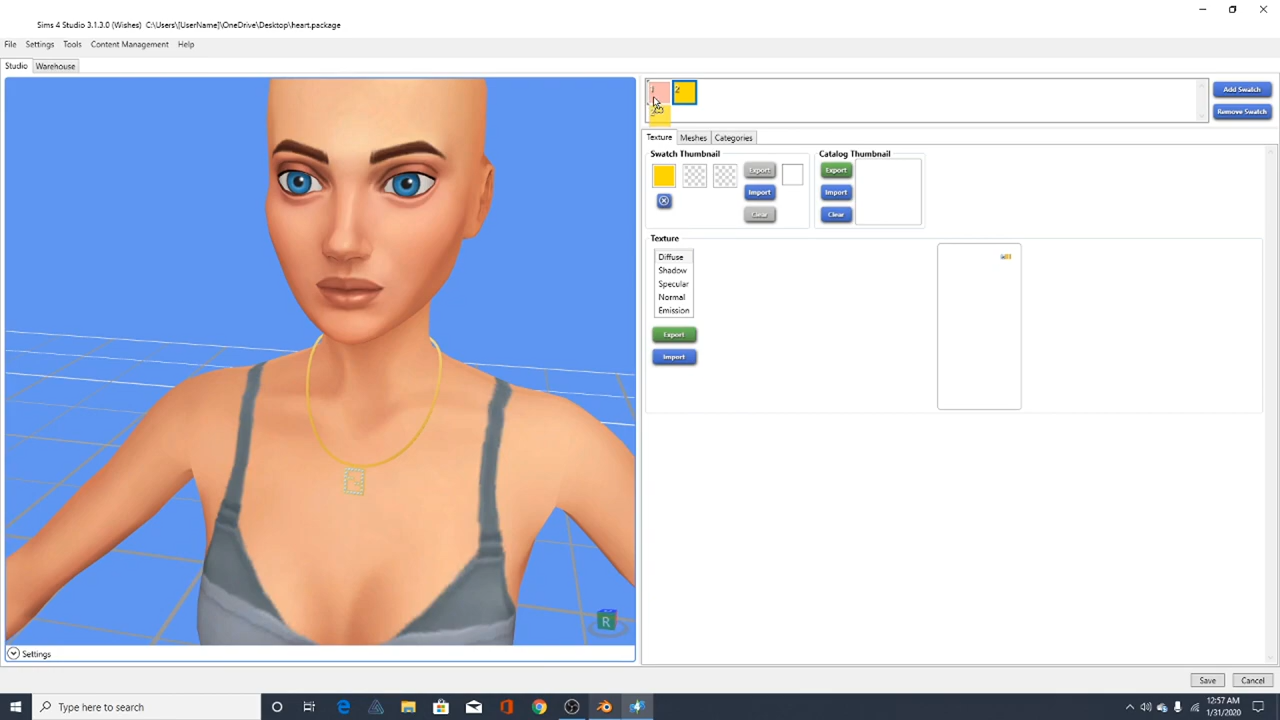 Sims 4 Studio 3.1.3.0 (Wishes) C:\Users\[UserName]\OneDrive\Desktop\heart.package
File Settings Tools Content Management Help
Studio Warehouse
1 2
Add Swatch
Remove Swatch
Texture Meshes Categories
Swatch Thumbnail
Catalog Thumbnail
Export
Import
Clear
Export
Import
Clear
Texture
Diffuse
Shadow
Specular
Normal
Emission
Export
Import
R
Settings
Save Cancel
Type here to search
12:57 AM
1/31/2020